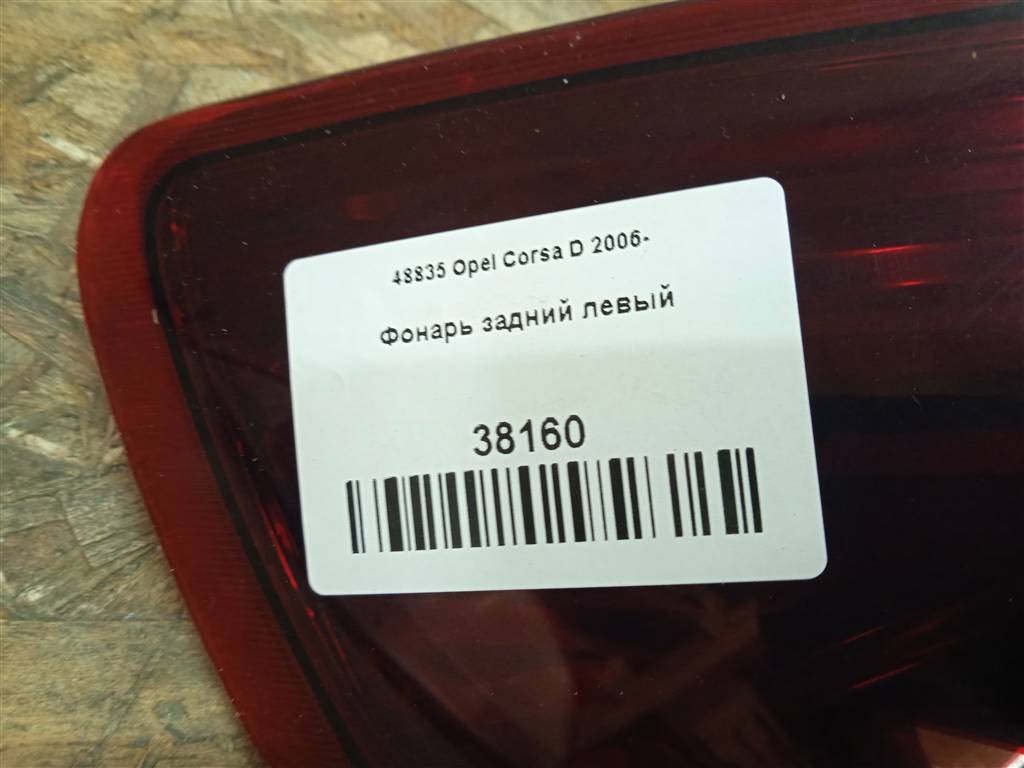 48835 Opel Corsa D 2006-
Фонарь задний левый
38160